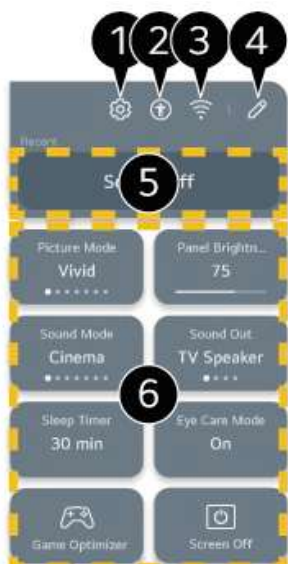 1 2 3 4
Recent
5
Picture Mode
Vivid
Panel Brightn...
75
Sound Mode
Cinema
Sound Out
TV Speaker
6
Sleep Timer
30 min
Eye Care Mode
On
Game Optimizer
Screen Off